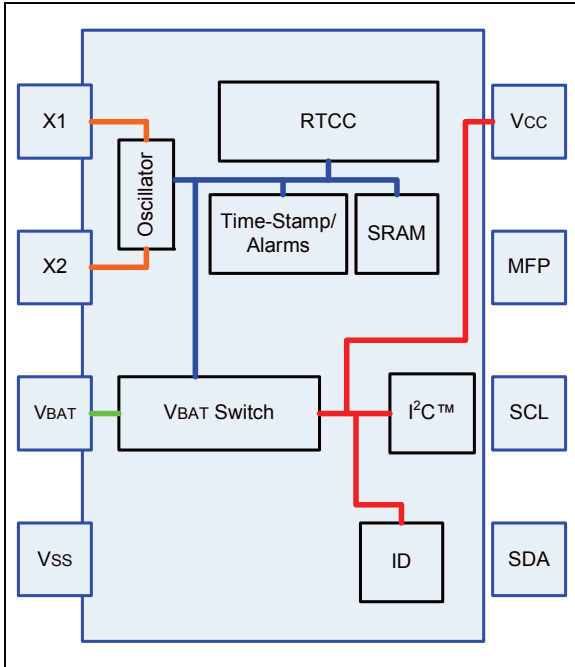 X1
RTCC
VCC
Oscillator
Time-Stamp/
Alarms
SRAM
X2
MFP
VBAT
VBAT Switch
I²C™
SCL
VSS
ID
SDA